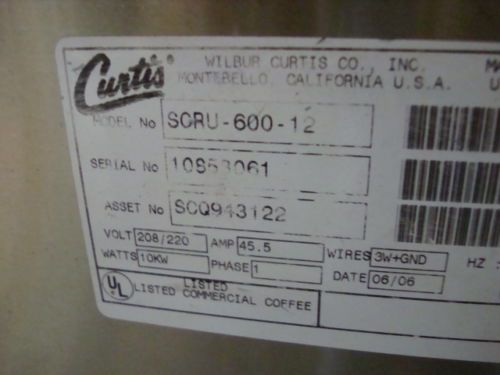 Curtis®
WILBUR CURTIS CO., INC.
MONTEBELLO, CALIFORNIA U.S.A.
MODEL No SCRU-600-12
SERIAL No 10853061
ASSET No SCQ943122
VOLT 208/220 AMP 45.5 WIRES 3W+GND HZ
WATTS 10KW PHASE 1 DATE 06/06
UL LISTED
LISTED COMMERCIAL COFFEE